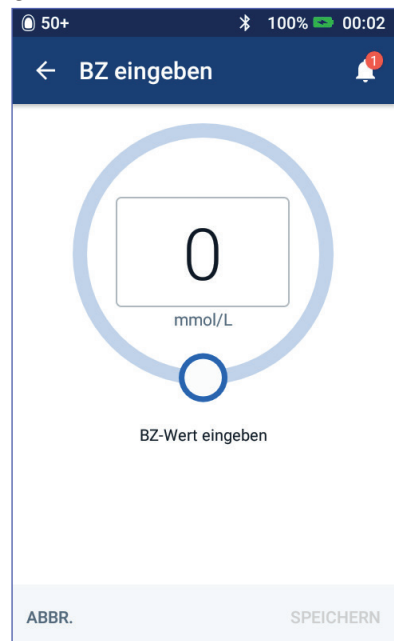 50+ 100% 00:02
BZ eingeben 1
0
mmol/L
BZ-Wert eingeben
ABBR. SPEICHERN